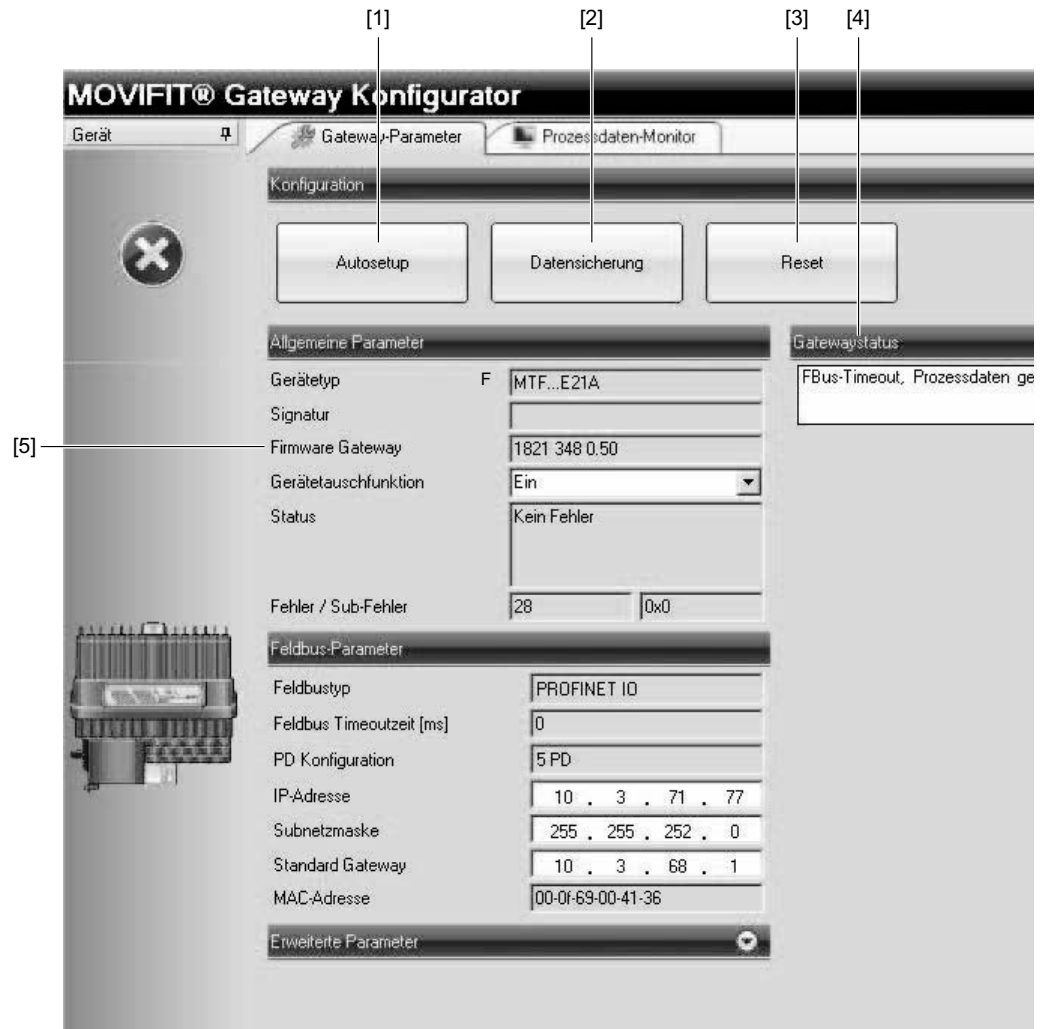 [1] [2] [3] [4]
MOVIFIT® Gateway Konfigurator
Gerät Gateway-Parameter Prozessdaten-Monitor
Konfiguration
Autosetup Datensicherung Reset
Allgemeine Parameter Gatewaystatus
Gerätetyp F MTF...E21A FBus-Timeout, Prozessdaten ge
Signatur
[5] Firmware Gateway 1821 348 0.50
Gerätetauschfunktion Ein
Status Kein Fehler
Fehler / Sub-Fehler 28 0x0
Feldbus-Parameter
Feldbustyp PROFINET IO
Feldbus Timeoutzeit [ms] 0
PD Konfiguration 5 PD
IP-Adresse 10 . 3 . 71 . 77
Subnetzmaske 255 . 255 . 252 . 0
Standard Gateway 10 . 3 . 68 . 1
MAC-Adresse 00-0f-69-00-41-36
Erweiterte Parameter